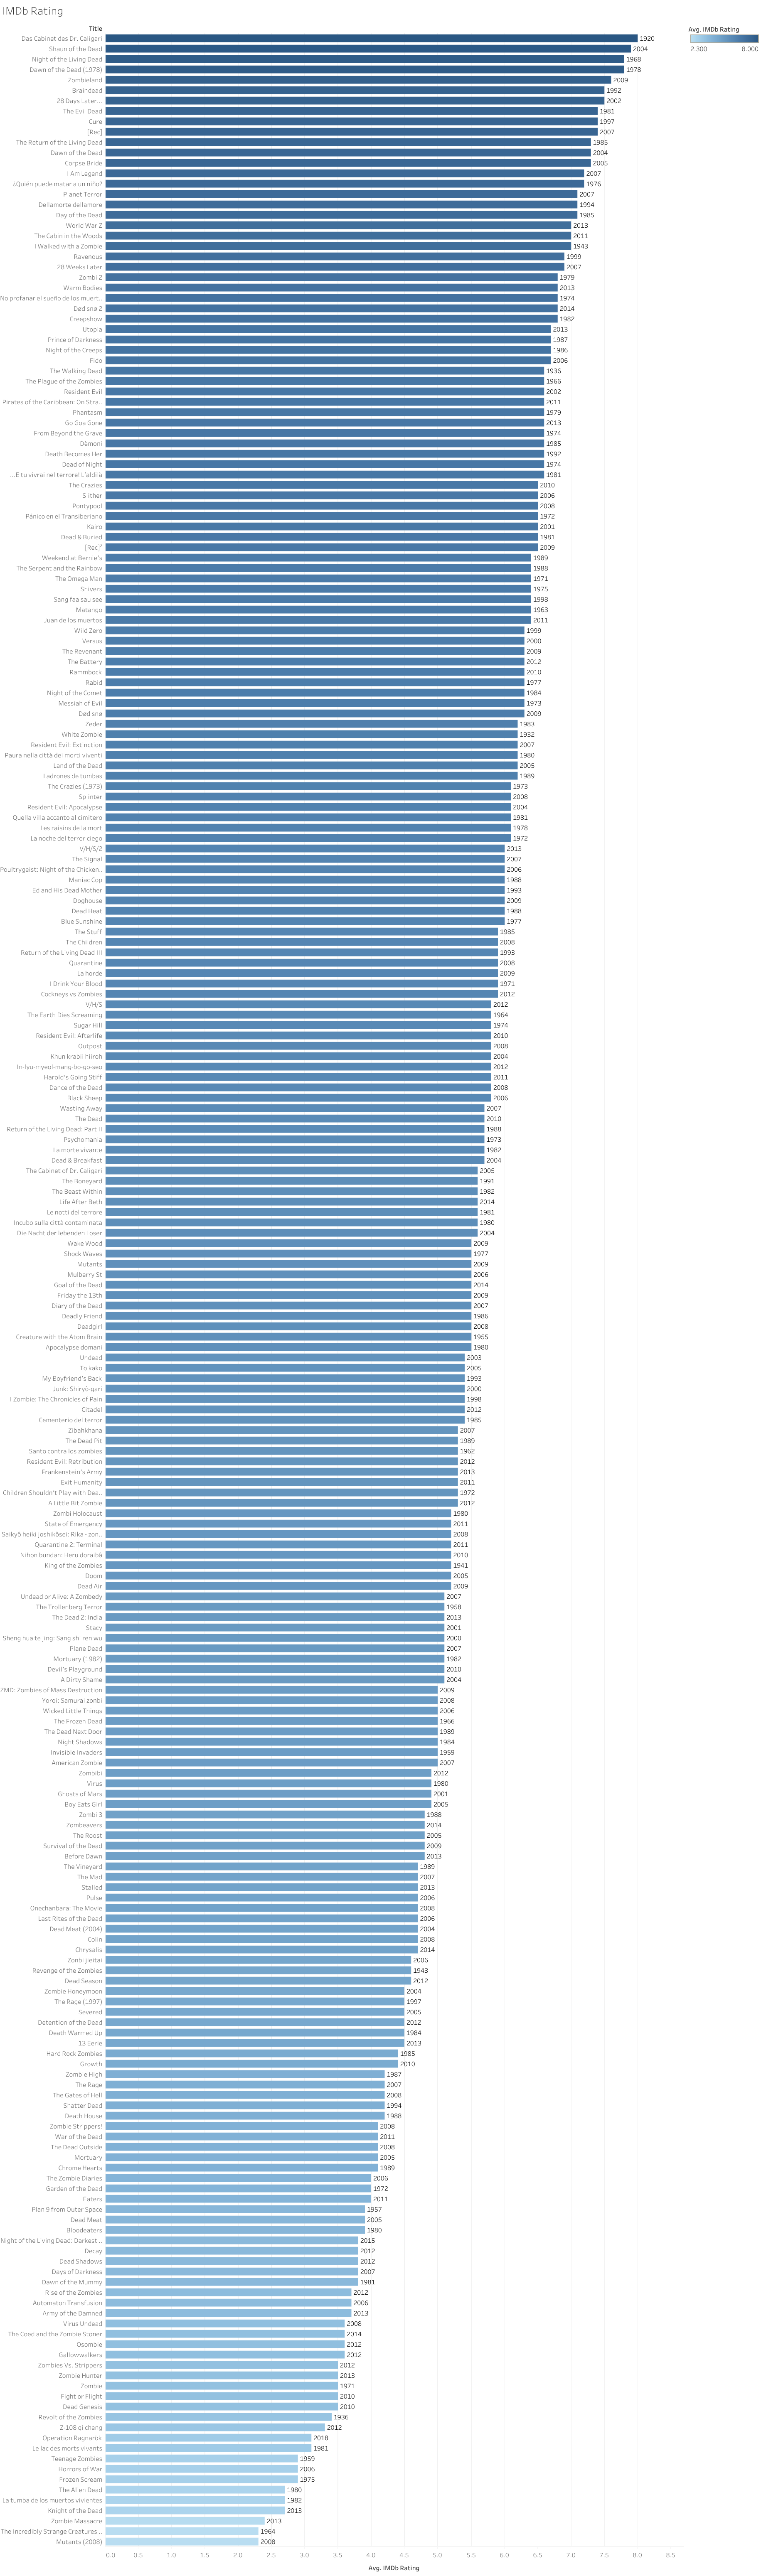 IMDb Rating
Title
Avg. IMDb Rating
2.300 8.000
Das Cabinet des Dr. Caligari 1920
Shaun of the Dead 2004
Night of the Living Dead 1968
Dawn of the Dead (1978) 1978
Zombieland 2009
Braindead 1992
28 Days Later... 2002
The Evil Dead 1981
Cure 1997
[Rec] 2007
The Return of the Living Dead 1985
Dawn of the Dead 2004
Corpse Bride 2005
I Am Legend 2007
¿Quién puede matar a un niño? 1976
Planet Terror 2007
Dellamorte dellamore 1994
Day of the Dead 1985
World War Z 2013
The Cabin in the Woods 2011
I Walked with a Zombie 1943
Ravenous 1999
28 Weeks Later 2007
Zombi 2 1979
Warm Bodies 2013
No profanar el sueño de los muert.. 1974
Død snø 2 2014
Creepshow 1982
Utopia 2013
Prince of Darkness 1987
Night of the Creeps 1986
Fido 2006
The Walking Dead 1936
The Plague of the Zombies 1966
Resident Evil 2002
Pirates of the Caribbean: On Stra.. 2011
Phantasm 1979
Go Goa Gone 2013
From Beyond the Grave 1974
Dèmoni 1985
Death Becomes Her 1992
Dead of Night 1974
...E tu vivrai nel terrore! L'aldilà 1981
The Crazies 2010
Slither 2006
Pontypool 2008
Pánico en el Transiberiano 1972
Kairo 2001
Dead & Buried 1981
[Rec]² 2009
Weekend at Bernie's 1989
The Serpent and the Rainbow 1988
The Omega Man 1971
Shivers 1975
Sang faa sau see 1998
Matango 1963
Juan de los muertos 2011
Wild Zero 1999
Versus 2000
The Revenant 2009
The Battery 2012
Rammbock 2010
Rabid 1977
Night of the Comet 1984
Messiah of Evil 1973
Død snø 2009
Zeder 1983
White Zombie 1932
Resident Evil: Extinction 2007
Paura nella città dei morti viventi 1980
Land of the Dead 2005
Ladrones de tumbas 1989
The Crazies (1973) 1973
Splinter 2008
Resident Evil: Apocalypse 2004
Quella villa accanto al cimitero 1981
Les raisins de la mort 1978
La noche del terror ciego 1972
V/H/S/2 2013
The Signal 2007
Poultrygeist: Night of the Chicken.. 2006
Maniac Cop 1988
Ed and His Dead Mother 1993
Doghouse 2009
Dead Heat 1988
Blue Sunshine 1977
The Stuff 1985
The Children 2008
Return of the Living Dead III 1993
Quarantine 2008
La horde 2009
I Drink Your Blood 1971
Cockneys vs Zombies 2012
V/H/S 2012
The Earth Dies Screaming 1964
Sugar Hill 1974
Resident Evil: Afterlife 2010
Outpost 2008
Khun krabii hiiroh 2004
In-lyu-myeol-mang-bo-go-seo 2012
Harold's Going Stiff 2011
Dance of the Dead 2008
Black Sheep 2006
Wasting Away 2007
The Dead 2010
Return of the Living Dead: Part II 1988
Psychomania 1973
La morte vivante 1982
Dead & Breakfast 2004
The Cabinet of Dr. Caligari 2005
The Boneyard 1991
The Beast Within 1982
Life After Beth 2014
Le notti del terrore 1981
Incubo sulla città contaminata 1980
Die Nacht der lebenden Loser 2004
Wake Wood 2009
Shock Waves 1977
Mutants 2009
Mulberry St 2006
Goal of the Dead 2014
Friday the 13th 2009
Diary of the Dead 2007
Deadly Friend 1986
Deadgirl 2008
Creature with the Atom Brain 1955
Apocalypse domani 1980
Undead 2003
To kako 2005
My Boyfriend's Back 1993
Junk: Shiryô-gari 2000
I Zombie: The Chronicles of Pain 1998
Citadel 2012
Cementerio del terror 1985
Zibahkhana 2007
The Dead Pit 1989
Santo contra los zombies 1962
Resident Evil: Retribution 2012
Frankenstein's Army 2013
Exit Humanity 2011
Children Shouldn't Play with Dea.. 1972
A Little Bit Zombie 2012
Zombi Holocaust 1980
State of Emergency 2011
Saikyô heiki joshikôsei: Rika - zon.. 2008
Quarantine 2: Terminal 2011
Nihon bundan: Heru doraibâ 2010
King of the Zombies 1941
Doom 2005
Dead Air 2009
Undead or Alive: A Zombedy 2007
The Trollenberg Terror 1958
The Dead 2: India 2013
Stacy 2001
Sheng hua te jing: Sang shi ren wu 2000
Plane Dead 2007
Mortuary (1982) 1982
Devil's Playground 2010
A Dirty Shame 2004
ZMD: Zombies of Mass Destruction 2009
Yoroi: Samurai zonbi 2008
Wicked Little Things 2006
The Frozen Dead 1966
The Dead Next Door 1989
Night Shadows 1984
Invisible Invaders 1959
American Zombie 2007
Zombibi 2012
Virus 1980
Ghosts of Mars 2001
Boy Eats Girl 2005
Zombi 3 1988
Zombeavers 2014
The Roost 2005
Survival of the Dead 2009
Before Dawn 2013
The Vineyard 1989
The Mad 2007
Stalled 2013
Pulse 2006
Onechanbara: The Movie 2008
Last Rites of the Dead 2006
Dead Meat (2004) 2004
Colin 2008
Chrysalis 2014
Zonbi jieitai 2006
Revenge of the Zombies 1943
Dead Season 2012
Zombie Honeymoon 2004
The Rage (1997) 1997
Severed 2005
Detention of the Dead 2012
Death Warmed Up 1984
13 Eerie 2013
Hard Rock Zombies 1985
Growth 2010
Zombie High 1987
The Rage 2007
The Gates of Hell 2008
Shatter Dead 1994
Death House 1988
Zombie Strippers! 2008
War of the Dead 2011
The Dead Outside 2008
Mortuary 2005
Chrome Hearts 1989
The Zombie Diaries 2006
Garden of the Dead 1972
Eaters 2011
Plan 9 from Outer Space 1957
Dead Meat 2005
Bloodeaters 1980
Night of the Living Dead: Darkest .. 2015
Decay 2012
Dead Shadows 2012
Days of Darkness 2007
Dawn of the Mummy 1981
Rise of the Zombies 2012
Automaton Transfusion 2006
Army of the Damned 2013
Virus Undead 2008
The Coed and the Zombie Stoner 2014
Osombie 2012
Gallowwalkers 2012
Zombies Vs. Strippers 2012
Zombie Hunter 2013
Zombie 1971
Fight or Flight 2010
Dead Genesis 2010
Revolt of the Zombies 1936
Z-108 qi cheng 2012
Operation Ragnarök 2018
Le lac des morts vivants 1981
Teenage Zombies 1959
Horrors of War 2006
Frozen Scream 1975
The Alien Dead 1980
La tumba de los muertos vivientes 1982
Knight of the Dead 2013
Zombie Massacre 2013
The Incredibly Strange Creatures .. 1964
Mutants (2008) 2008
0.0 0.5 1.0 1.5 2.0 2.5 3.0 3.5 4.0 4.5 5.0 5.5 6.0 6.5 7.0 7.5 8.0 8.5
Avg. IMDb Rating